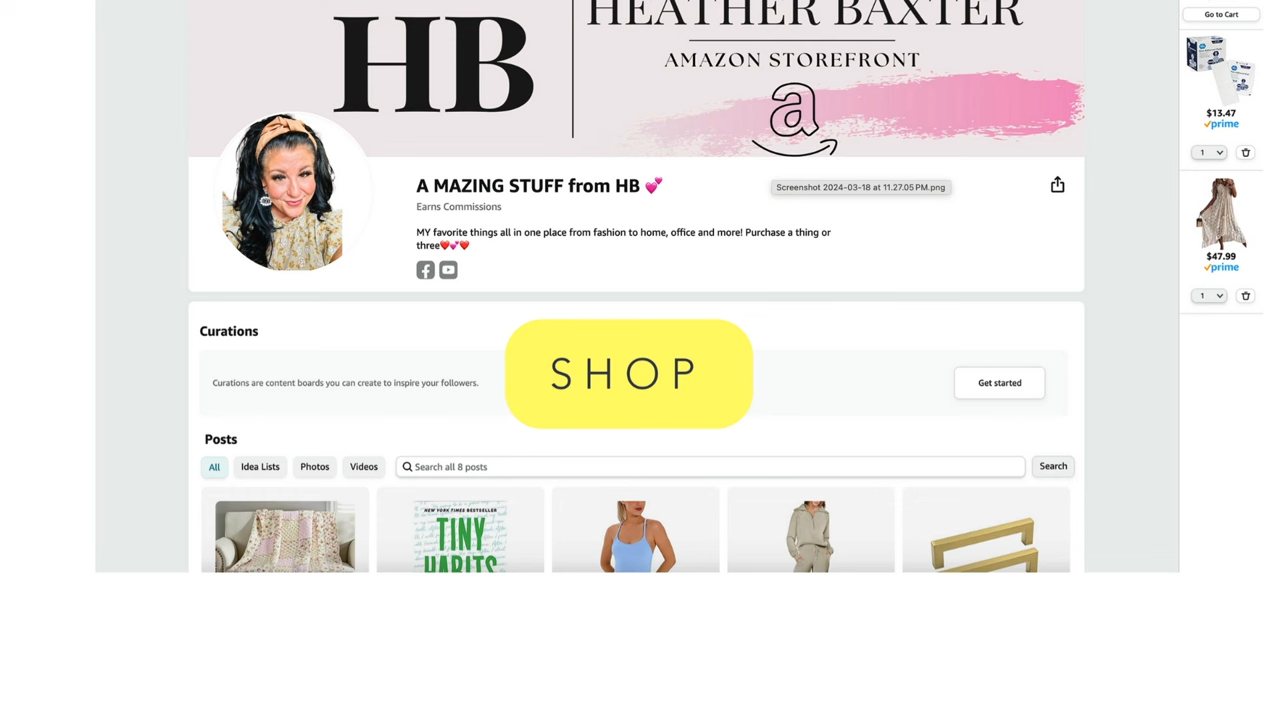 HB
HEATHER BAXTER
AMAZON STOREFRONT
a
A MAZING STUFF from HB 💕
Screenshot 2024-03-18 at 11.27.05 PM.png
Earns Commissions
MY favorite things all in one place from fashion to home, office and more! Purchase a thing or
three❤️💕❤️
Curations
Curations are content boards you can create to inspire your followers.
SHOP
Get started
Posts
All
Idea Lists
Photos
Videos
Search all 8 posts
Search
NEW YORK TIMES BESTSELLER
TINY
HABITS
Go to Cart
$13.47
prime
1
$47.99
prime
1